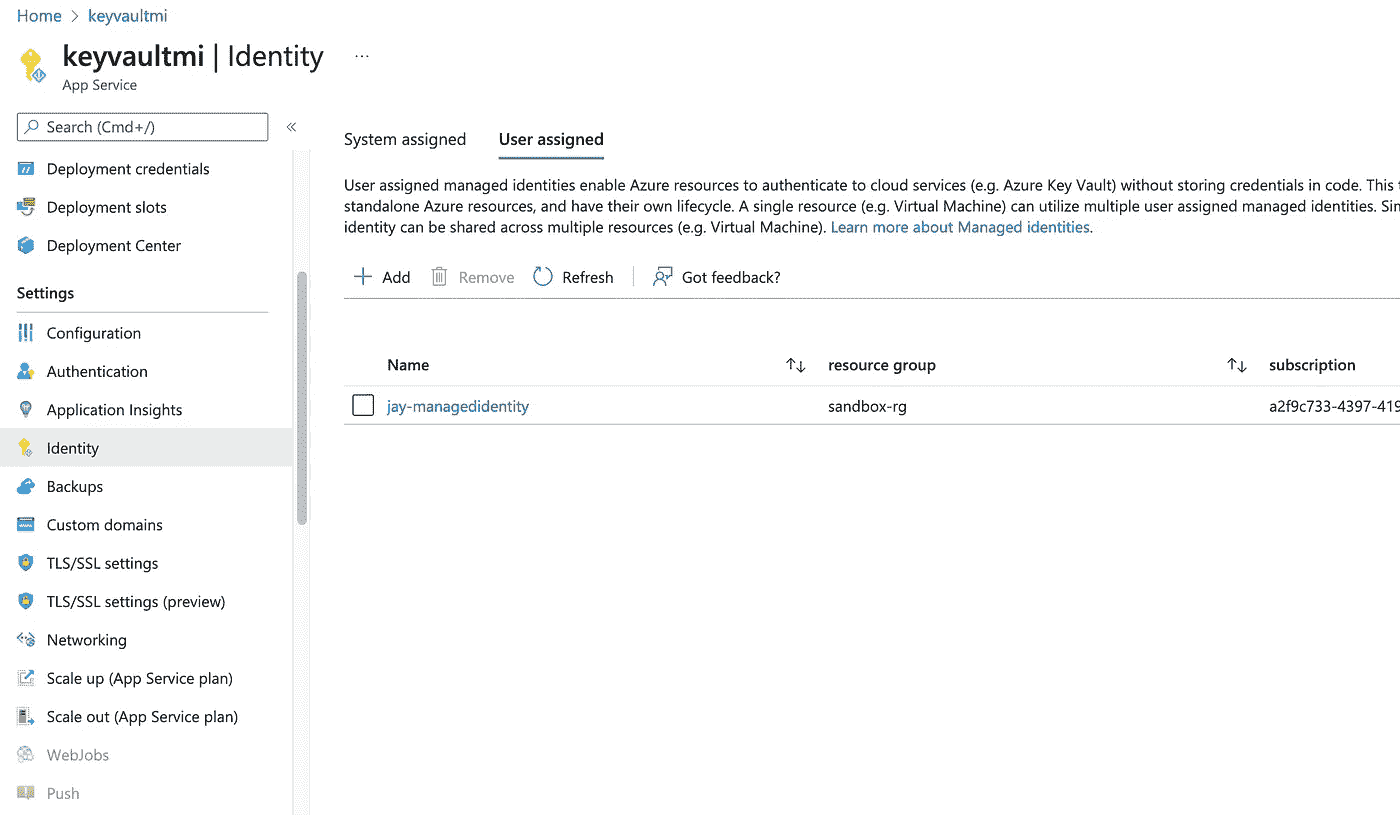 Home > keyvaultmi
keyvaultmi | Identity ...
App Service
Search (Cmd+/)
«
Deployment credentials
Deployment slots
Deployment Center
Settings
Configuration
Authentication
Application Insights
Identity
Backups
Custom domains
TLS/SSL settings
TLS/SSL settings (preview)
Networking
Scale up (App Service plan)
Scale out (App Service plan)
WebJobs
Push
System assigned User assigned
User assigned managed identities enable Azure resources to authenticate to cloud services (e.g. Azure Key Vault) without storing credentials in code. This
standalone Azure resources, and have their own lifecycle. A single resource (e.g. Virtual Machine) can utilize multiple user assigned managed identities.
identity can be shared across multiple resources (e.g. Virtual Machine). Learn more about Managed identities.
Add Remove Refresh Got feedback?
Name resource group subscription
jay-managedidentity sandbox-rg a2f9c733-4397-419